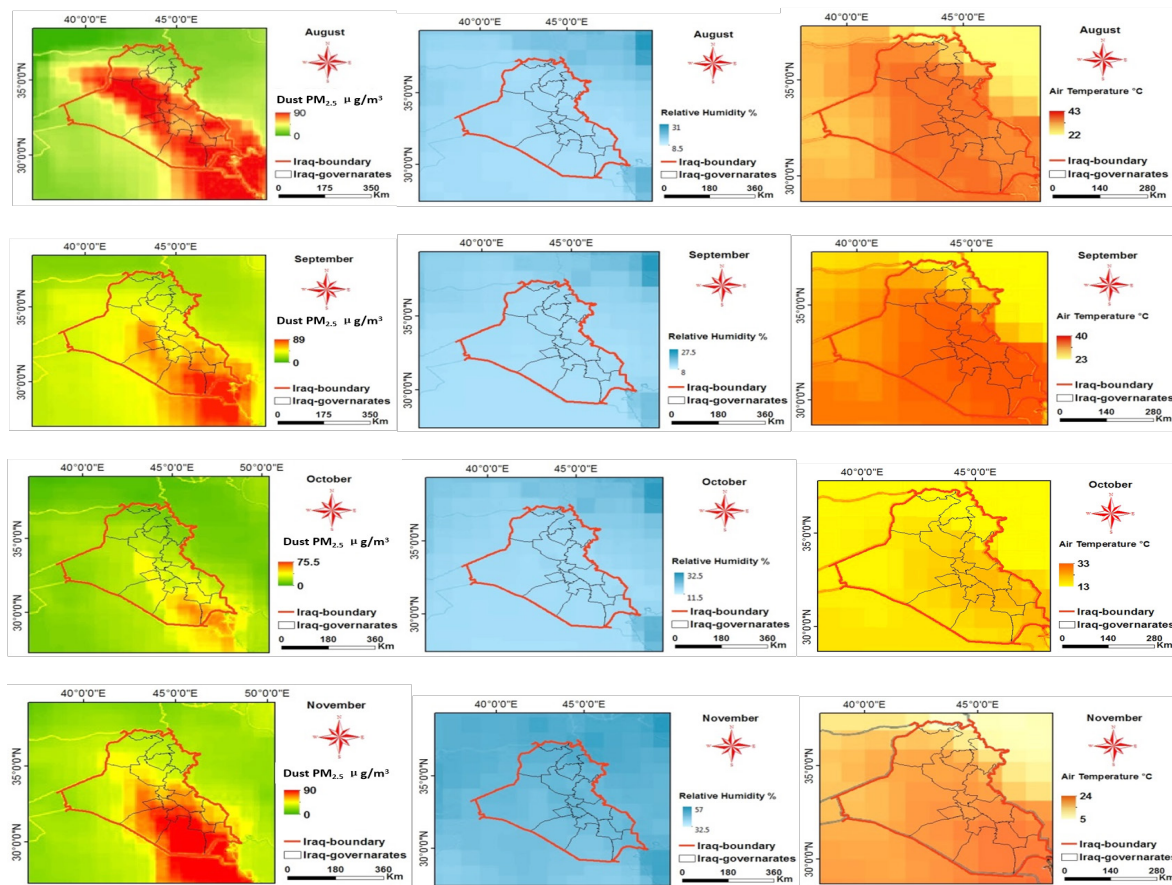 40°0'0"E 45°0'0"E
August
35°0'0"N
30°0'0"N
Dust PM2.5 μg/m³
90
0
Iraq-boundary
Iraq-governarates
0 175 350
Km
40°0'0"E 45°0'0"E
August
35°0'0"N
30°0'0"N
Relative Humidity %
31
8.5
Iraq-boundary
Iraq-governarates
0 180 360
Km
40°0'0"E 45°0'0"E
August
35°0'0"N
30°0'0"N
Air Temperature °C
43
22
Iraq-boundary
Iraq-governarates
0 140 280
Km
40°0'0"E 45°0'0"E
September
35°0'0"N
30°0'0"N
Dust PM2.5 μg/m³
89
0
Iraq-boundary
Iraq-governarates
0 175 350
Km
40°0'0"E 45°0'0"E
September
35°0'0"N
30°0'0"N
Relative Humidity %
27.5
8
Iraq-boundary
Iraq-governarates
0 180 360
Km
40°0'0"E 45°0'0"E
September
35°0'0"N
30°0'0"N
Air Temperature °C
40
23
Iraq-boundary
Iraq-governarates
0 140 280
Km
40°0'0"E 45°0'0"E 50°0'0"E
October
35°0'0"N
30°0'0"N
Dust PM2.5 μg/m³
75.5
0
Iraq-boundary
Iraq-governarates
0 180 360
Km
40°0'0"E 45°0'0"E
October
35°0'0"N
30°0'0"N
Relative Humidity %
32.5
11.5
Iraq-boundary
Iraq-governarates
0 180 360
Km
40°0'0"E 45°0'0"E
October
35°0'0"N
30°0'0"N
Air Temperature °C
33
13
Iraq-boundary
Iraq-governarates
0 140 280
Km
40°0'0"E 45°0'0"E 50°0'0"E
November
35°0'0"N
30°0'0"N
Dust PM2.5 μg/m³
90
0
Iraq-boundary
Iraq-governarates
0 180 360
Km
40°0'0"E 45°0'0"E
November
35°0'0"N
30°0'0"N
Relative Humidity %
57
32.5
Iraq-boundary
Iraq-governarates
0 180 360
Km
40°0'0"E 45°0'0"E
November
35°0'0"N
30°0'0"N
Air Temperature °C
24
5
Iraq-boundary
Iraq-governarates
0 140 280
Km